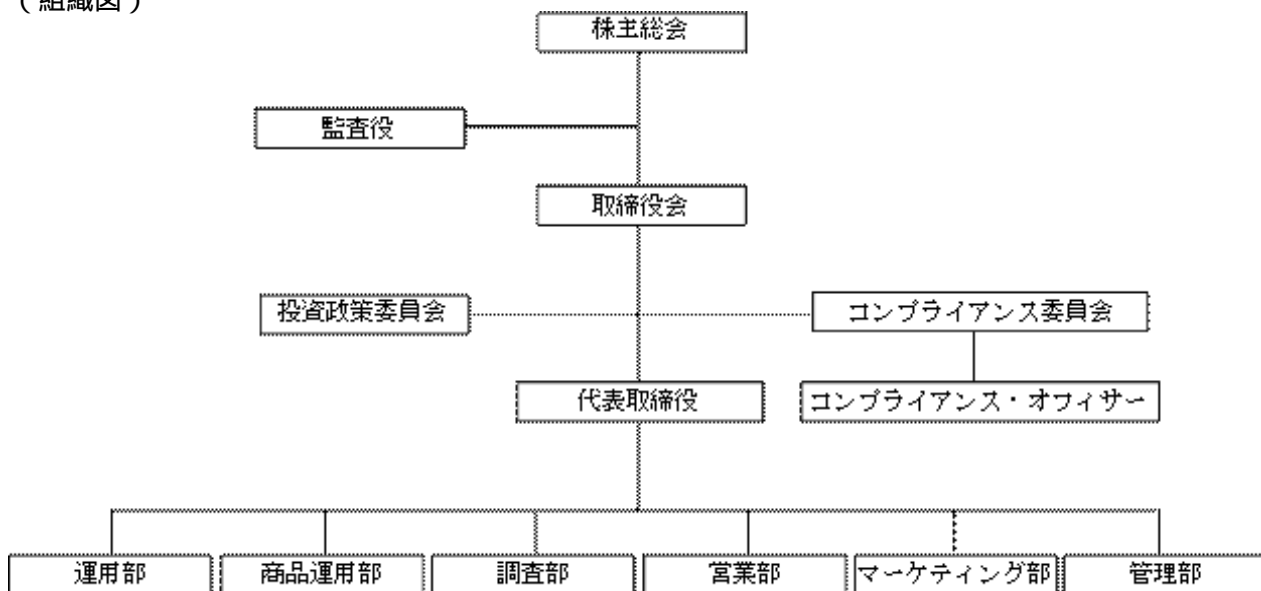 (組織図)
株主総会
監査役
取締役会
投資政策委員会
コンプライアンス委員会
代表取締役
コンプライアンス・オフィサー
運用部
商品運用部
調査部
営業部
マーケティング部
管理部